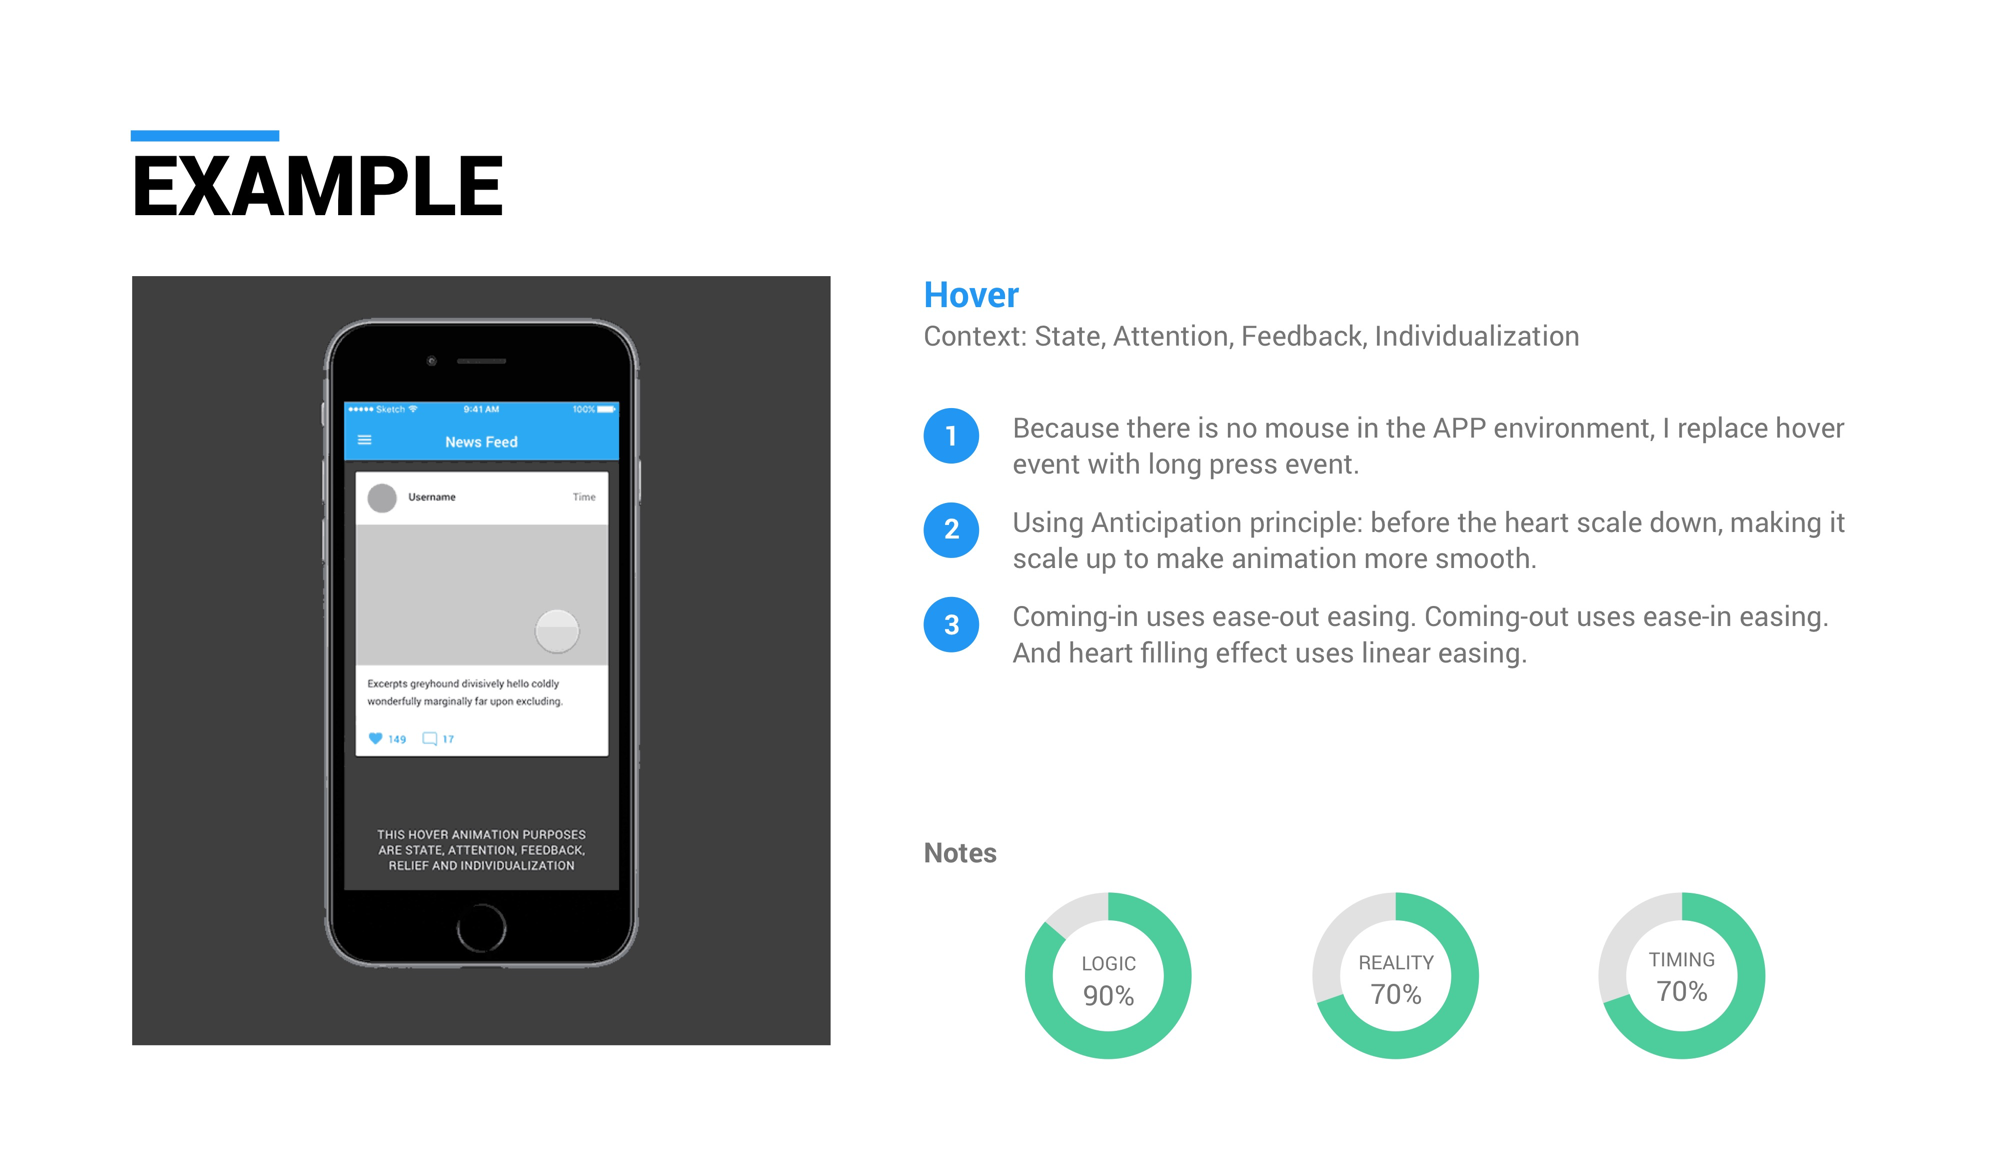 EXAMPLE
Sketch
9:41 AM
100%
News Feed
Username
Time
Excerpts greyhound divisively hello coldly
wonderfully marginally far upon excluding.
149
17
THIS HOVER ANIMATION PURPOSES
ARE STATE, ATTENTION, FEEDBACK,
RELIEF AND INDIVIDUALIZATION
Hover
Context: State, Attention, Feedback, Individualization
1
Because there is no mouse in the APP environment, I replace hover
event with long press event.
2
Using Anticipation principle: before the heart scale down, making it
scale up to make animation more smooth.
3
Coming-in uses ease-out easing. Coming-out uses ease-in easing.
And heart filling effect uses linear easing.
Notes
LOGIC
90%
REALITY
70%
TIMING
70%